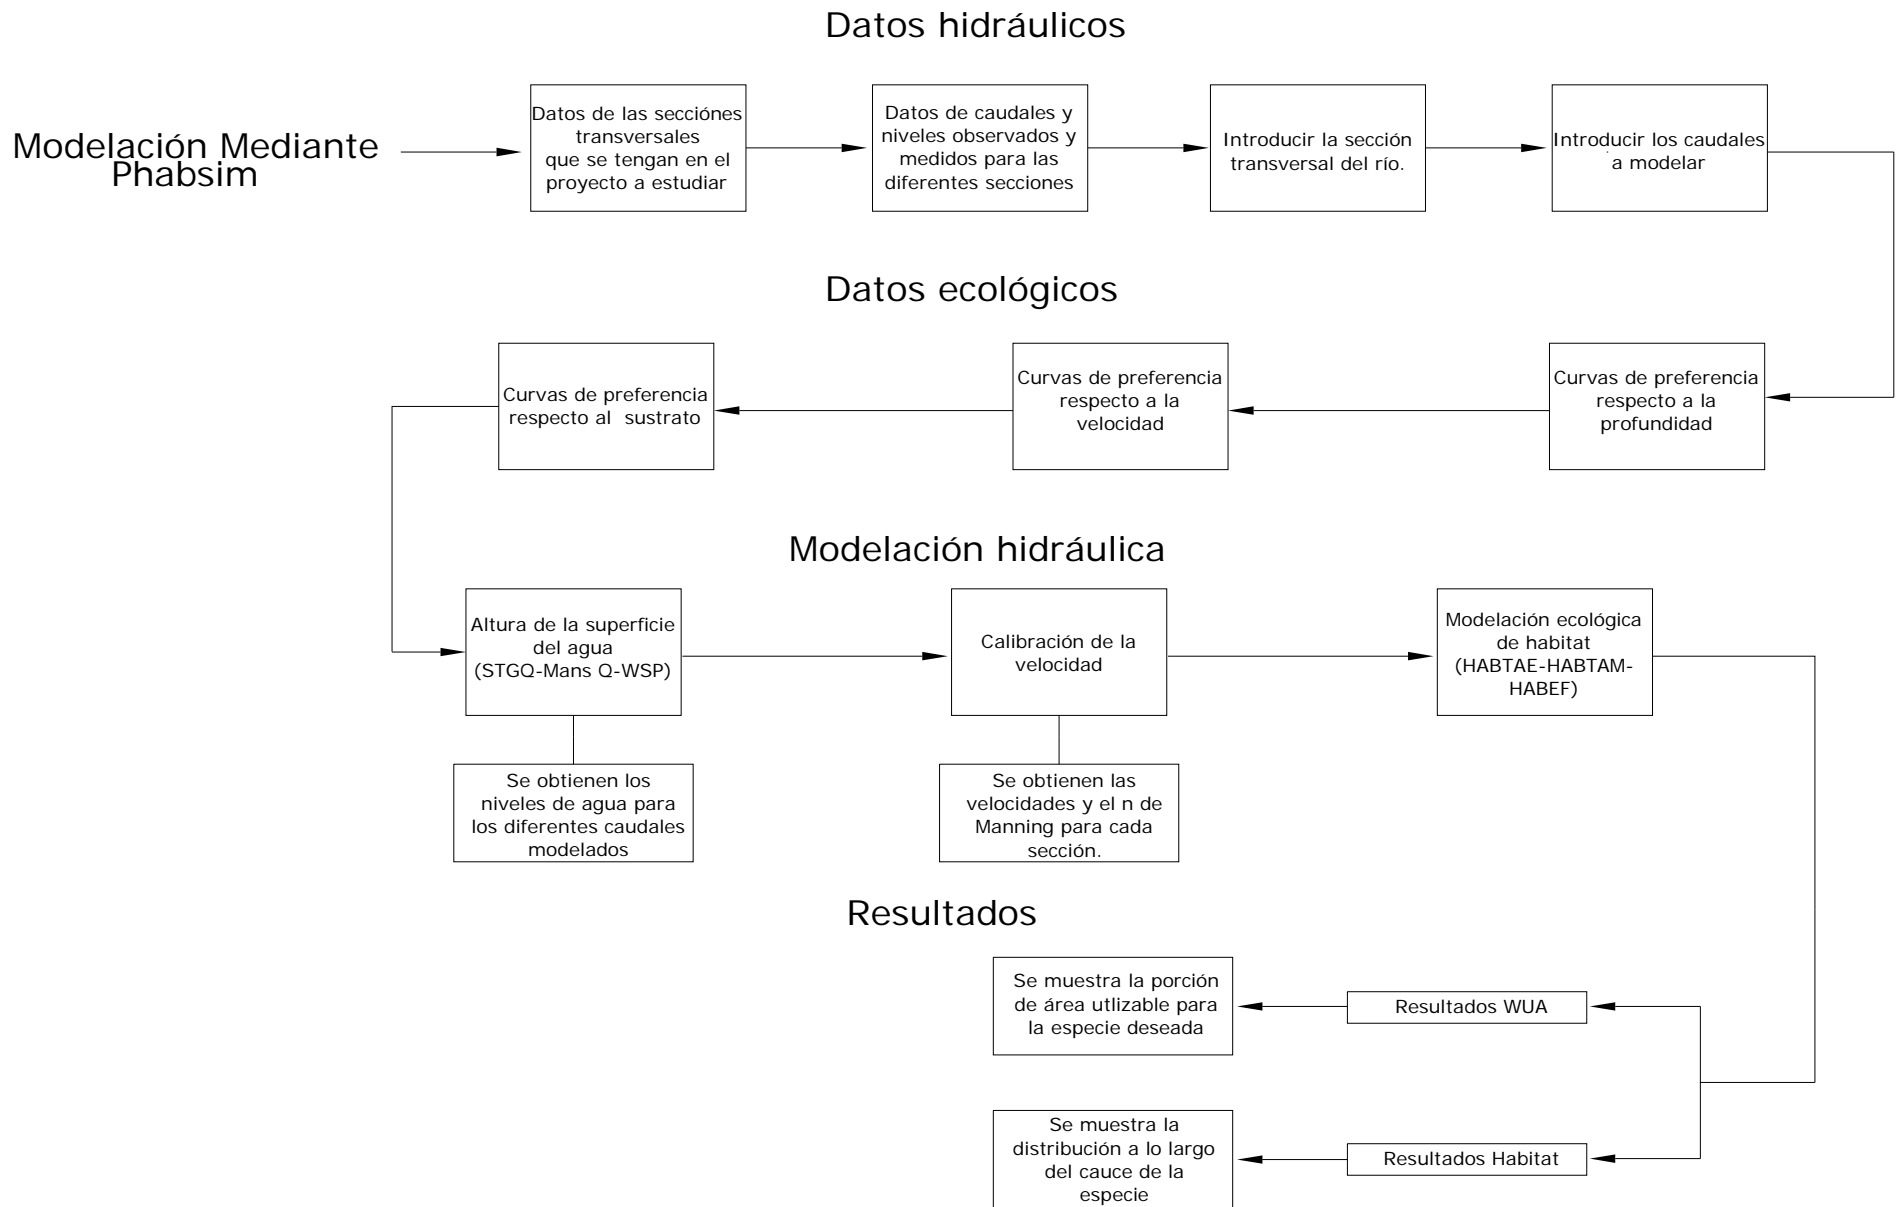 Datos hidráulicos
Modelación Mediante
Phabsim
Datos de las secciónes
transversales
que se tengan en el
proyecto a estudiar
Datos de caudales y
niveles observados y
medidos para las
diferentes secciones
Introducir la sección
transversal del río.
Introducir los caudales
a modelar
Datos ecológicos
Curvas de preferencia
respecto al sustrato
Curvas de preferencia
respecto a la
velocidad
Curvas de preferencia
respecto a la
profundidad
Modelación hidráulica
Altura de la superficie
del agua
(STGQ-Mans Q-WSP)
Calibración de la
velocidad
Modelación ecológica
de habitat
(HABTAE-HABTAM-
HABEF)
Se obtienen los
niveles de agua para
los diferentes caudales
modelados
Se obtienen las
velocidades y el n de
Manning para cada
sección.
Resultados
Se muestra la porción
de área utlizable para
la especie deseada
Resultados WUA
Se muestra la
distribución a lo largo
del cauce de la
especie
Resultados Habitat